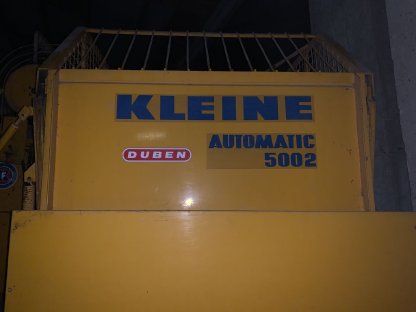 KLEINE
AUTOMATIC
DUBEN
5002
F